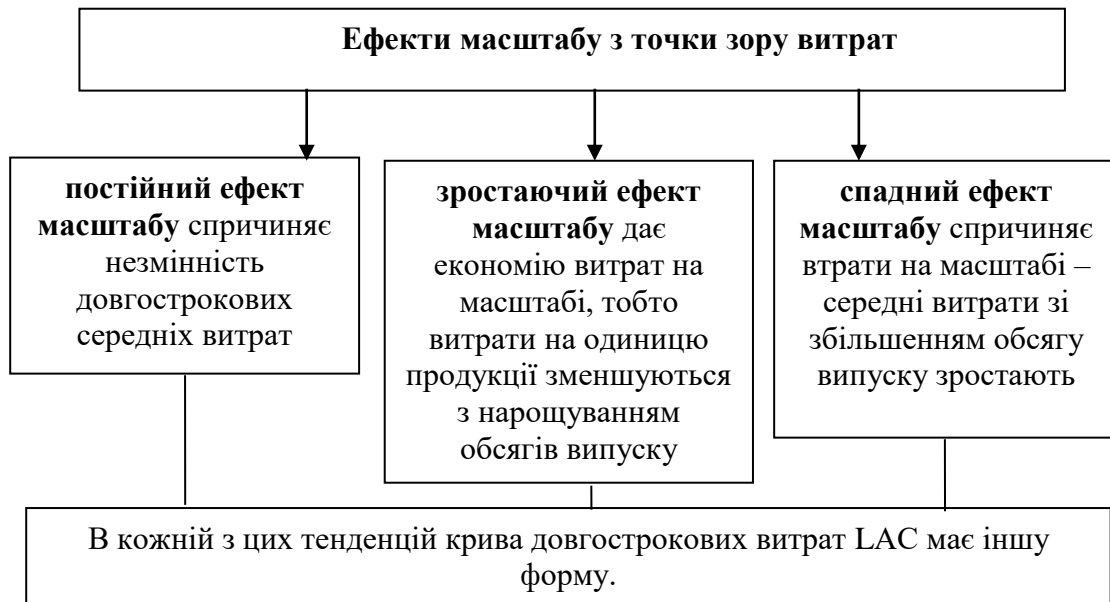 Ефекти масштабу з точки зору витрат
постійний ефект
масштабу спричиняє
незмінність
довгострокових
середніх витрат
зростаючий ефект
масштабу дає
економію витрат на
масштабі, тобто
витрати на одиницю
продукції зменшуються
з нарощуванням
обсягів випуску
спадний ефект
масштабу спричиняє
втрати на масштабі –
середні витрати зі
збільшенням обсягу
випуску зростають
В кожній з цих тенденцій крива довгострокових витрат LAC має іншу
форму.